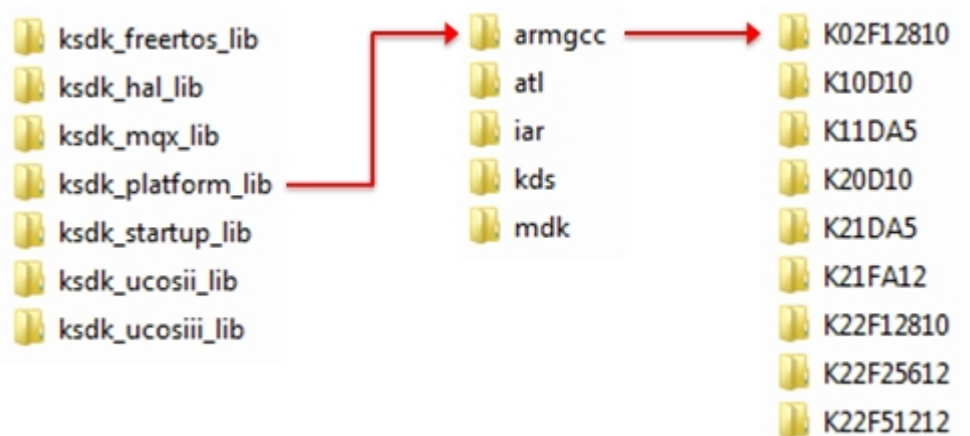 ksdk_freertos_lib
ksdk_hal_lib
ksdk_mqx_lib
ksdk_platform_lib
ksdk_startup_lib
ksdk_ucosii_lib
ksdk_ucosiii_lib
armgcc
atl
iar
kds
mdk
K02F12810
K10D10
K11DA5
K20D10
K21DA5
K21FA12
K22F12810
K22F25612
K22F51212